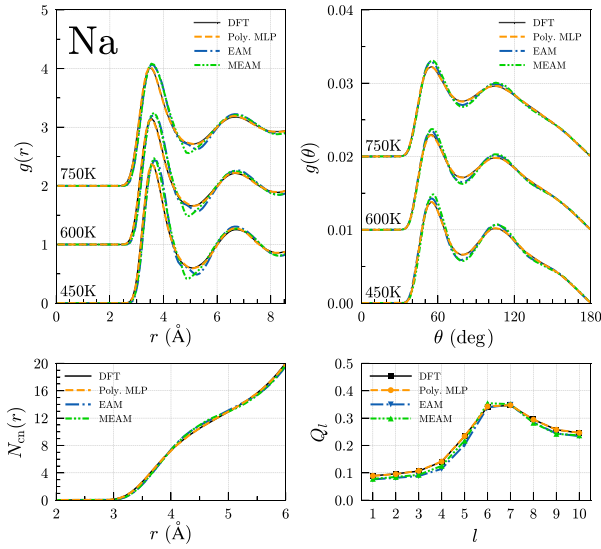 Na
DFT
Poly. MLP
EAM
MEAM
750K
600K
450K
0
1
2
3
4
5
0
2
4
6
8
g(r)
r (Å)
DFT
Poly. MLP
EAM
MEAM
750K
600K
450K
0.00
0.01
0.02
0.03
0.04
0
60
120
180
g(θ)
θ (deg)
DFT
Poly. MLP
EAM
MEAM
0
4
8
12
16
20
2
3
4
5
6
Ncn(r)
r (Å)
DFT
Poly. MLP
EAM
MEAM
0.0
0.1
0.2
0.3
0.4
0.5
1 2 3 4 5 6 7 8 9 10
Ql
l